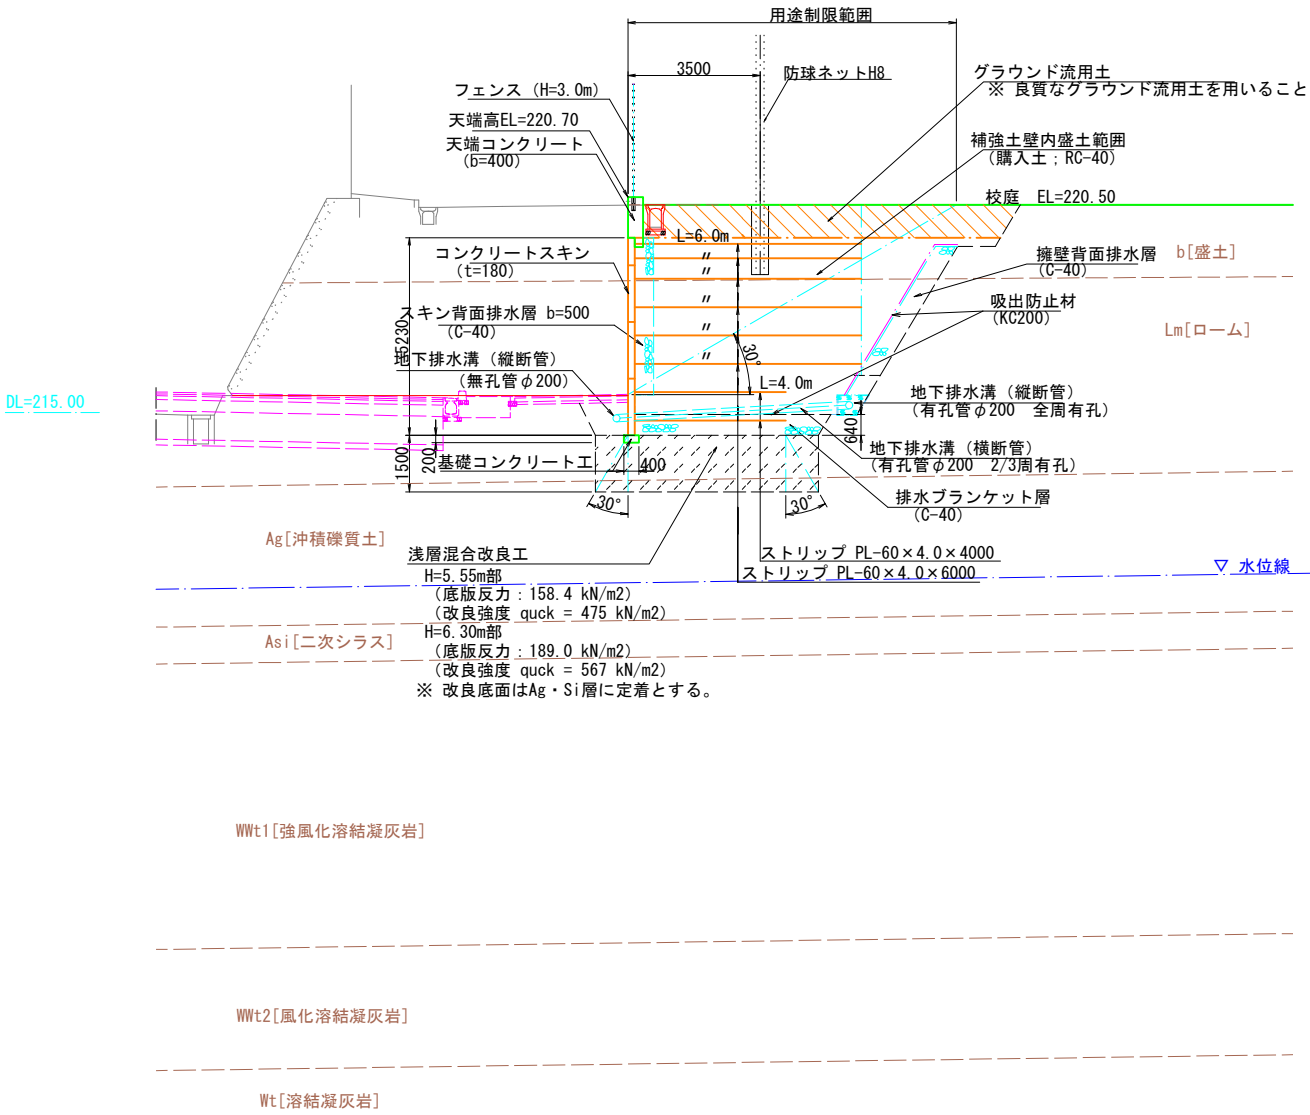 用途制限範囲
3500
防球ネットH8
グラウンド流用土
※ 良質なグラウンド流用土を用いること
フェンス (H=3.0m)
天端高EL=220.70
天端コンクリート
(b=400)
補強土壁内盛土範囲
(購入土；RC-40)
校庭 EL=220.50
L=6.0m
コンクリートスキン
(t=180)
〃
〃
擁壁背面排水層
(C-40)
b[盛土]
スキン背面排水層 b=500
(C-40)
〃
吸出防止材
(KC200)
Lm[ローム]
5230
〃
地下排水溝（縦断管）
(無孔管φ200)
〃
30°
L=4.0m
DL=215.00
地下排水溝（縦断管）
(有孔管φ200 全周有孔)
640
地下排水溝（横断管）
(有孔管φ200 2/3周有孔)
1500
200
基礎コンクリート工
400
30°
30°
排水ブランケット層
(C-40)
Ag[沖積礫質土]
浅層混合改良工
ストリップ PL-60×4.0×4000
ストリップ PL-60×4.0×6000
▽ 水位線
H=5.55m部
(底版反力：158.4 kN/m2)
(改良強度 quck = 475 kN/m2)
H=6.30m部
(底版反力：189.0 kN/m2)
(改良強度 quck = 567 kN/m2)
※ 改良底面はAg・Si層に定着とする。
Asi[二次シラス]
WWt1[強風化溶結凝灰岩]
WWt2[風化溶結凝灰岩]
Wt[溶結凝灰岩]